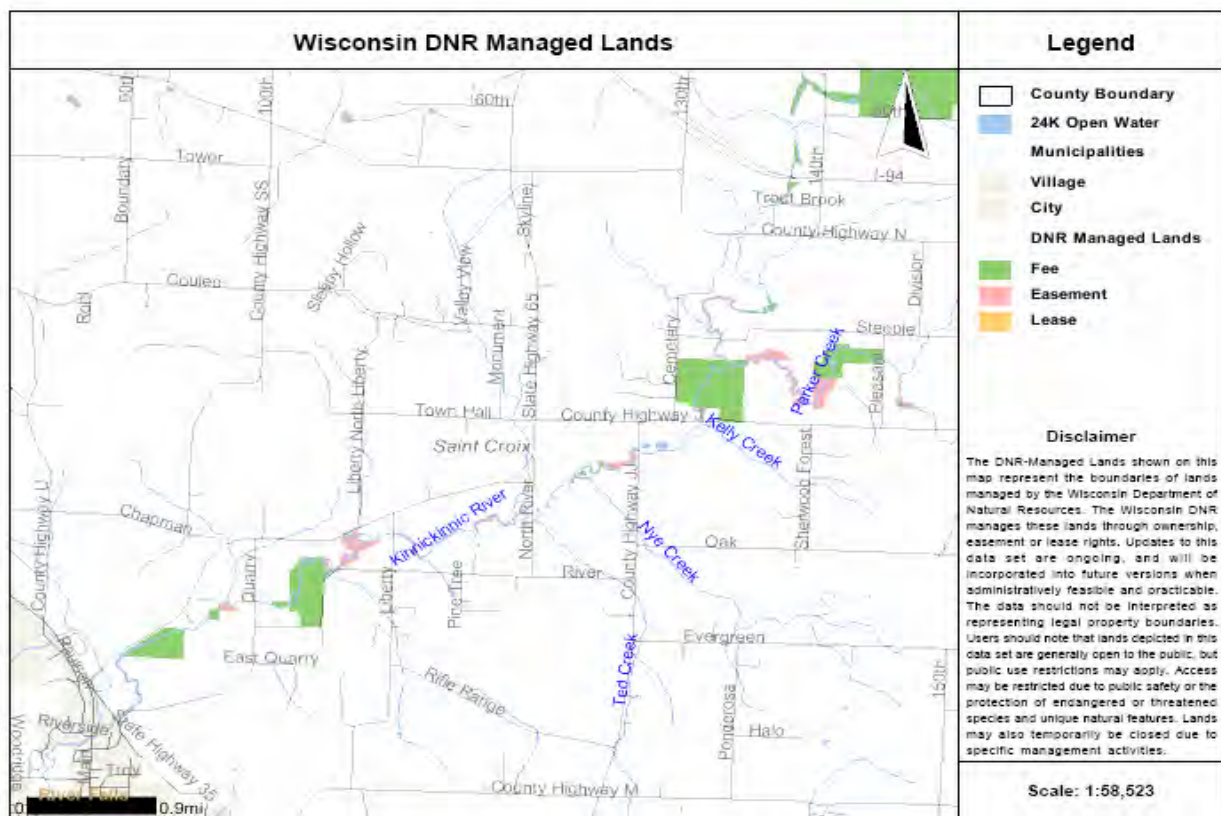 Wisconsin DNR Managed Lands
Legend
County Boundary
24K Open Water
Municipalities
Village
City
DNR Managed Lands
Fee
Easement
Lease
Disclaimer
The DNR-Managed Lands shown on this
map represent the boundaries of lands
managed by the Wisconsin Department of
Natural Resources. The Wisconsin DNR
manages these lands through ownership,
easement or lease rights. Updates to this
data set are ongoing, and will be
incorporated into future versions when
administratively feasible and practicable.
The data should not be interpreted as
representing legal property boundaries.
Users should note that lands depicted in this
data set are generally open to the public, but
public use restrictions may apply. Access
may be restricted due to public safety or the
protection of endangered or threatened
species and unique natural features. Lands
may also temporarily be closed due to
specific management activities.
Scale: 1:58,523
50th
100th
60th
130th
140th
I-94
Tower
Boundary
County Highway SS
Skyline
Trout Brook
County Highway N
Division
Coulee
Sleepy Hollow
Valley View
Monument
State Highway 65
Cemetery
Steeple
Parker Creek
Pleasant
Liberty North Liberty
Town Hall
County Highway J
Kelly Creek
Saint Croix
County Highway U
Chapman
Kinnickinnic River
North River
County Highway JJ
Nye Creek
Sherwood Forest
Oak
Quarry
Liberty
Pine Tree
River
Evergreen
East Quarry
Rifle Range
Ted Creek
Ponderosa
150th
Halo
Riverside
State Highway 35
Main
Troy
River Falls
County Highway M
0
0.9mi